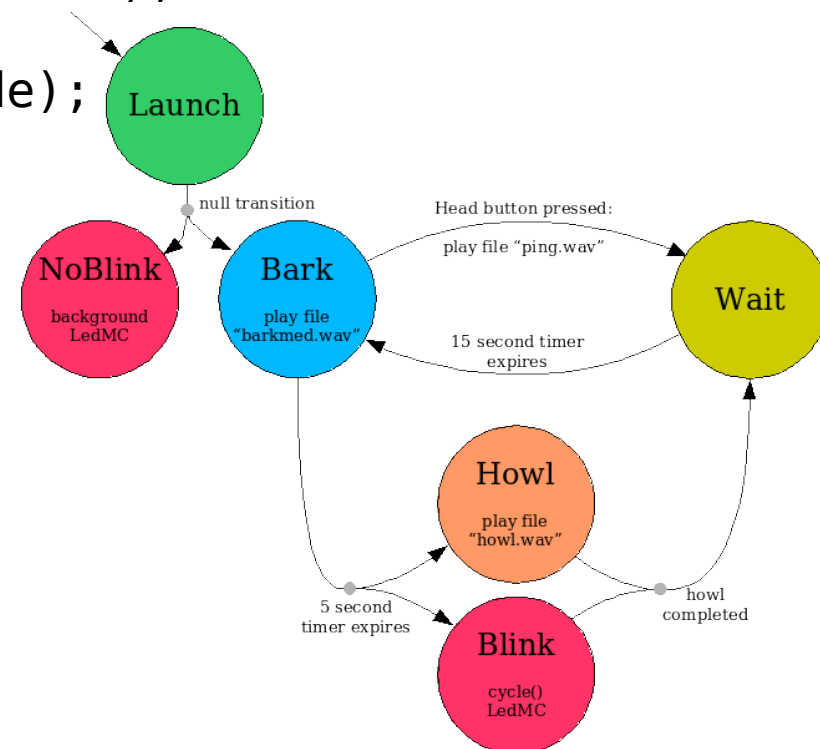 le);
Launch
null transition
NoBlink
background
LedMC
Bark
play file
“barkmed.wav”
Head button pressed:
play file “ping.wav”
Wait
15 second timer
expires
Howl
play file
“howl.wav”
5 second
timer expires
howl
completed
Blink
cycle()
LedMC